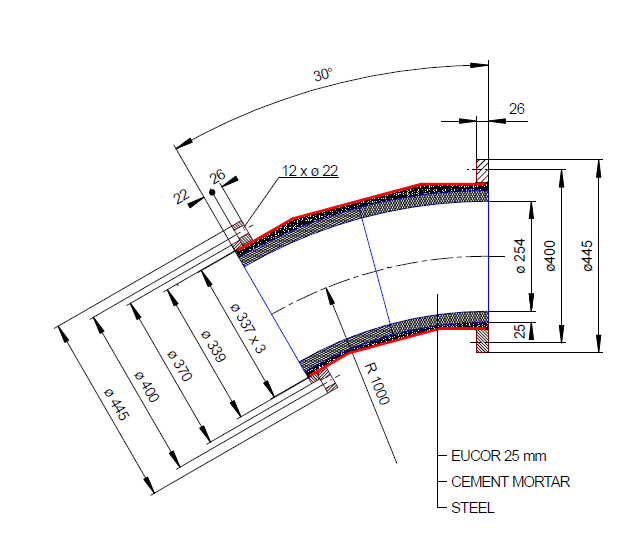 30°
26
12 x ø 22
26
22
ø 254
ø400
ø445
25
ø 337 x 3
ø 339
ø 370
ø 400
ø 445
R 1000
EUCOR 25 mm
CEMENT MORTAR
STEEL